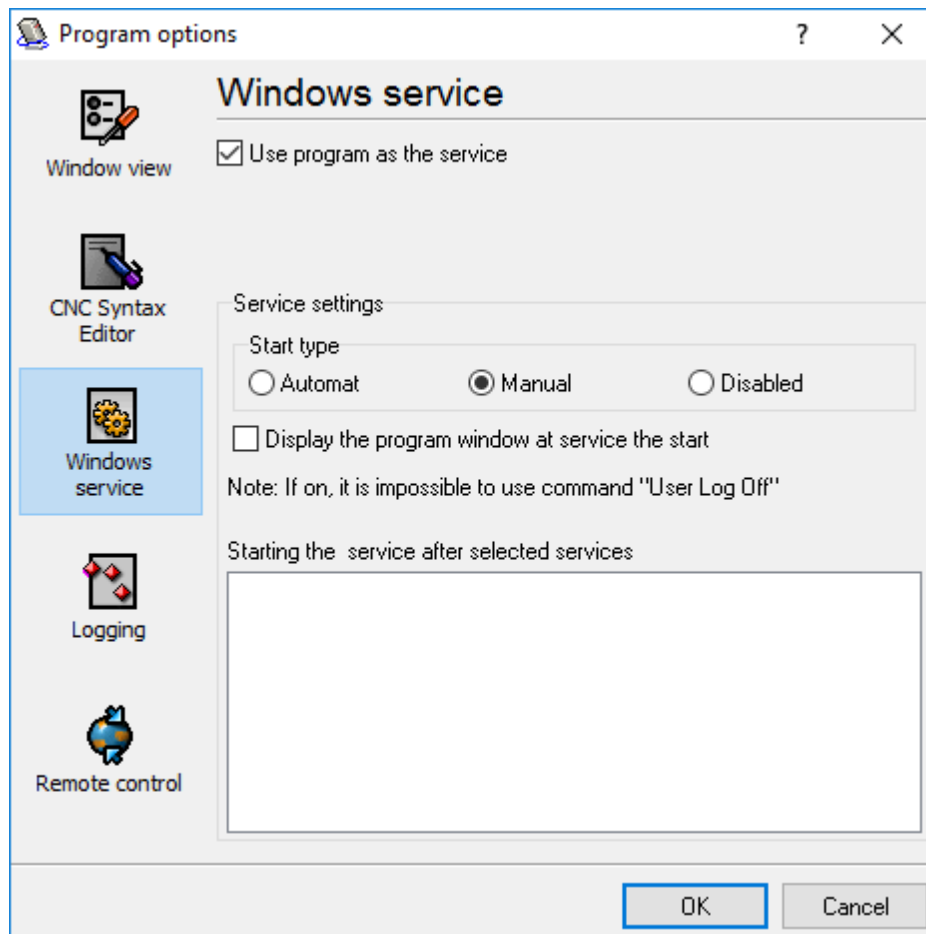 Program options
?
Windows service
Window view
Use program as the service
CNC Syntax
Editor
Service settings
Start type
Automat
Manual
Disabled
Display the program window at service the start
Windows
service
Note: If on, it is impossible to use command "User Log Off"
Starting the  service after selected services
Logging
Remote control
OK
Cancel